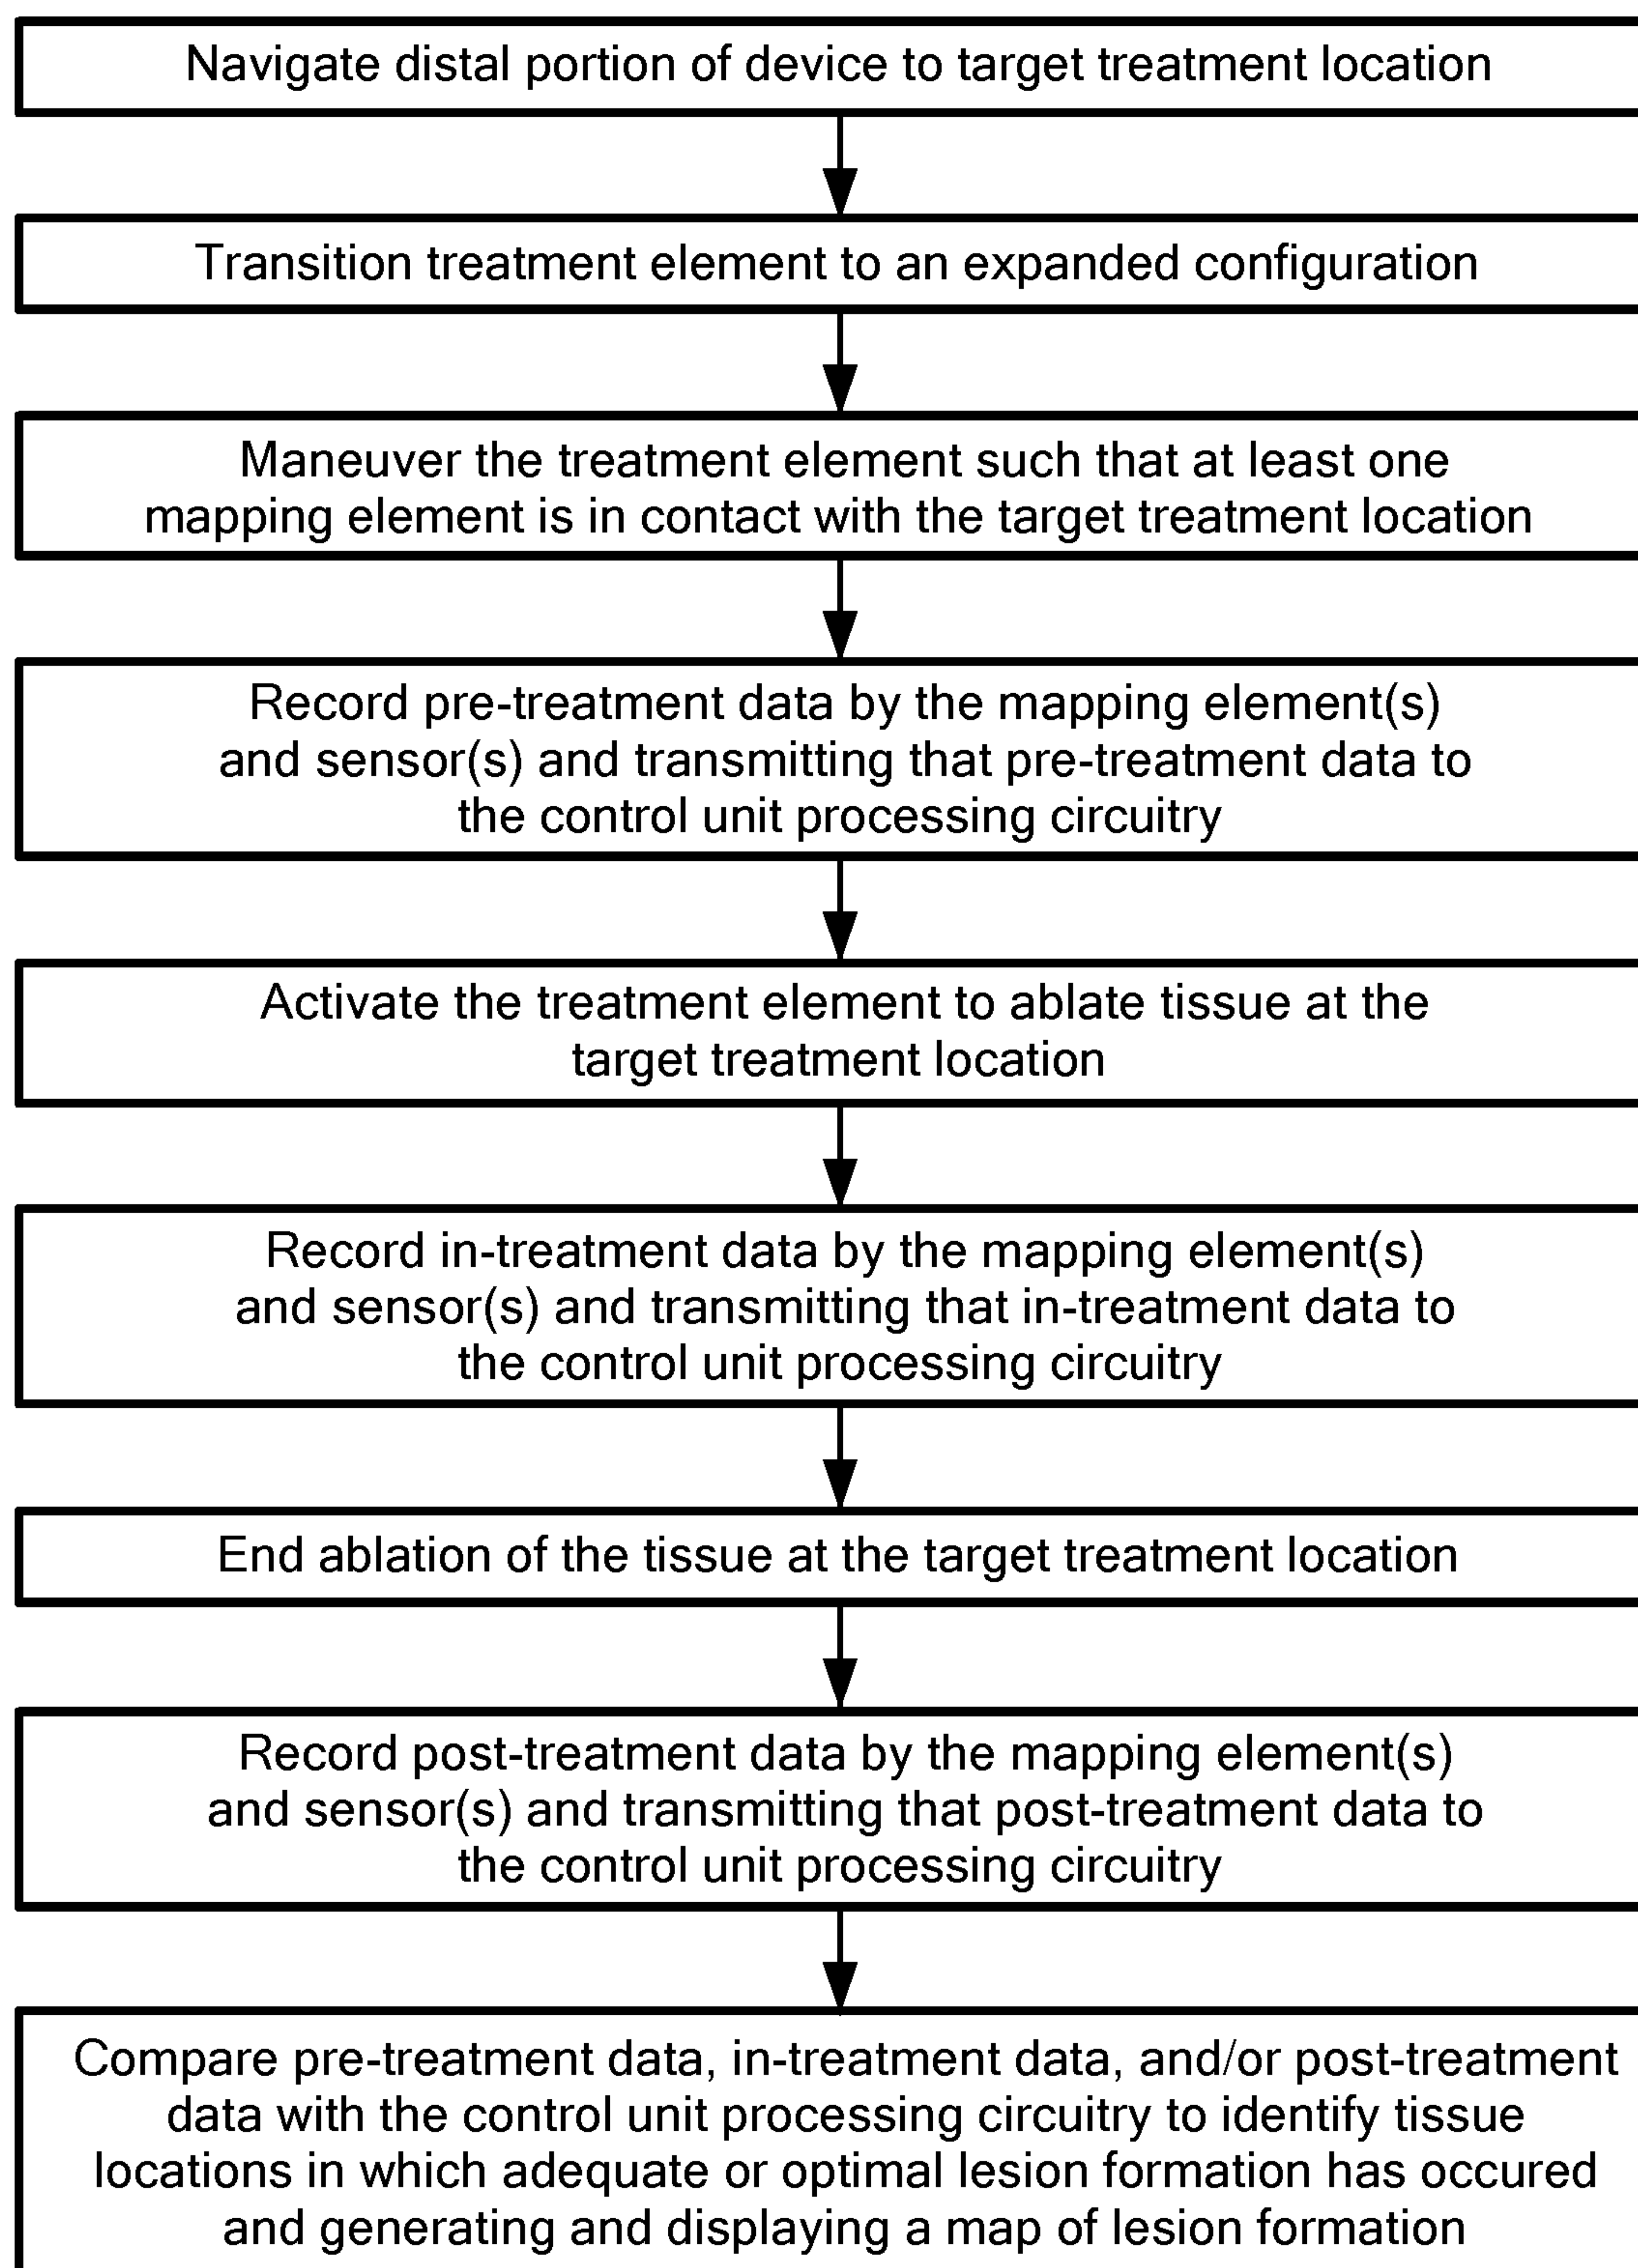 Navigate distal portion of device to target treatment location
Transition treatment element to an expanded configuration
Maneuver the treatment element such that at least one
mapping element is in contact with the target treatment location
Record pre-treatment data by the mapping element(s)
and sensor(s) and transmitting that pre-treatment data to
the control unit processing circuitry
Activate the treatment element to ablate tissue at the
target treatment location
Record in-treatment data by the mapping element(s)
and sensor(s) and transmitting that in-treatment data to
the control unit processing circuitry
End ablation of the tissue at the target treatment location
Record post-treatment data by the mapping element(s)
and sensor(s) and transmitting that post-treatment data to
the control unit processing circuitry
Compare pre-treatment data, in-treatment data, and/or post-treatment
data with the control unit processing circuitry to identify tissue
locations in which adequate or optimal lesion formation has occured
and generating and displaying a map of lesion formation